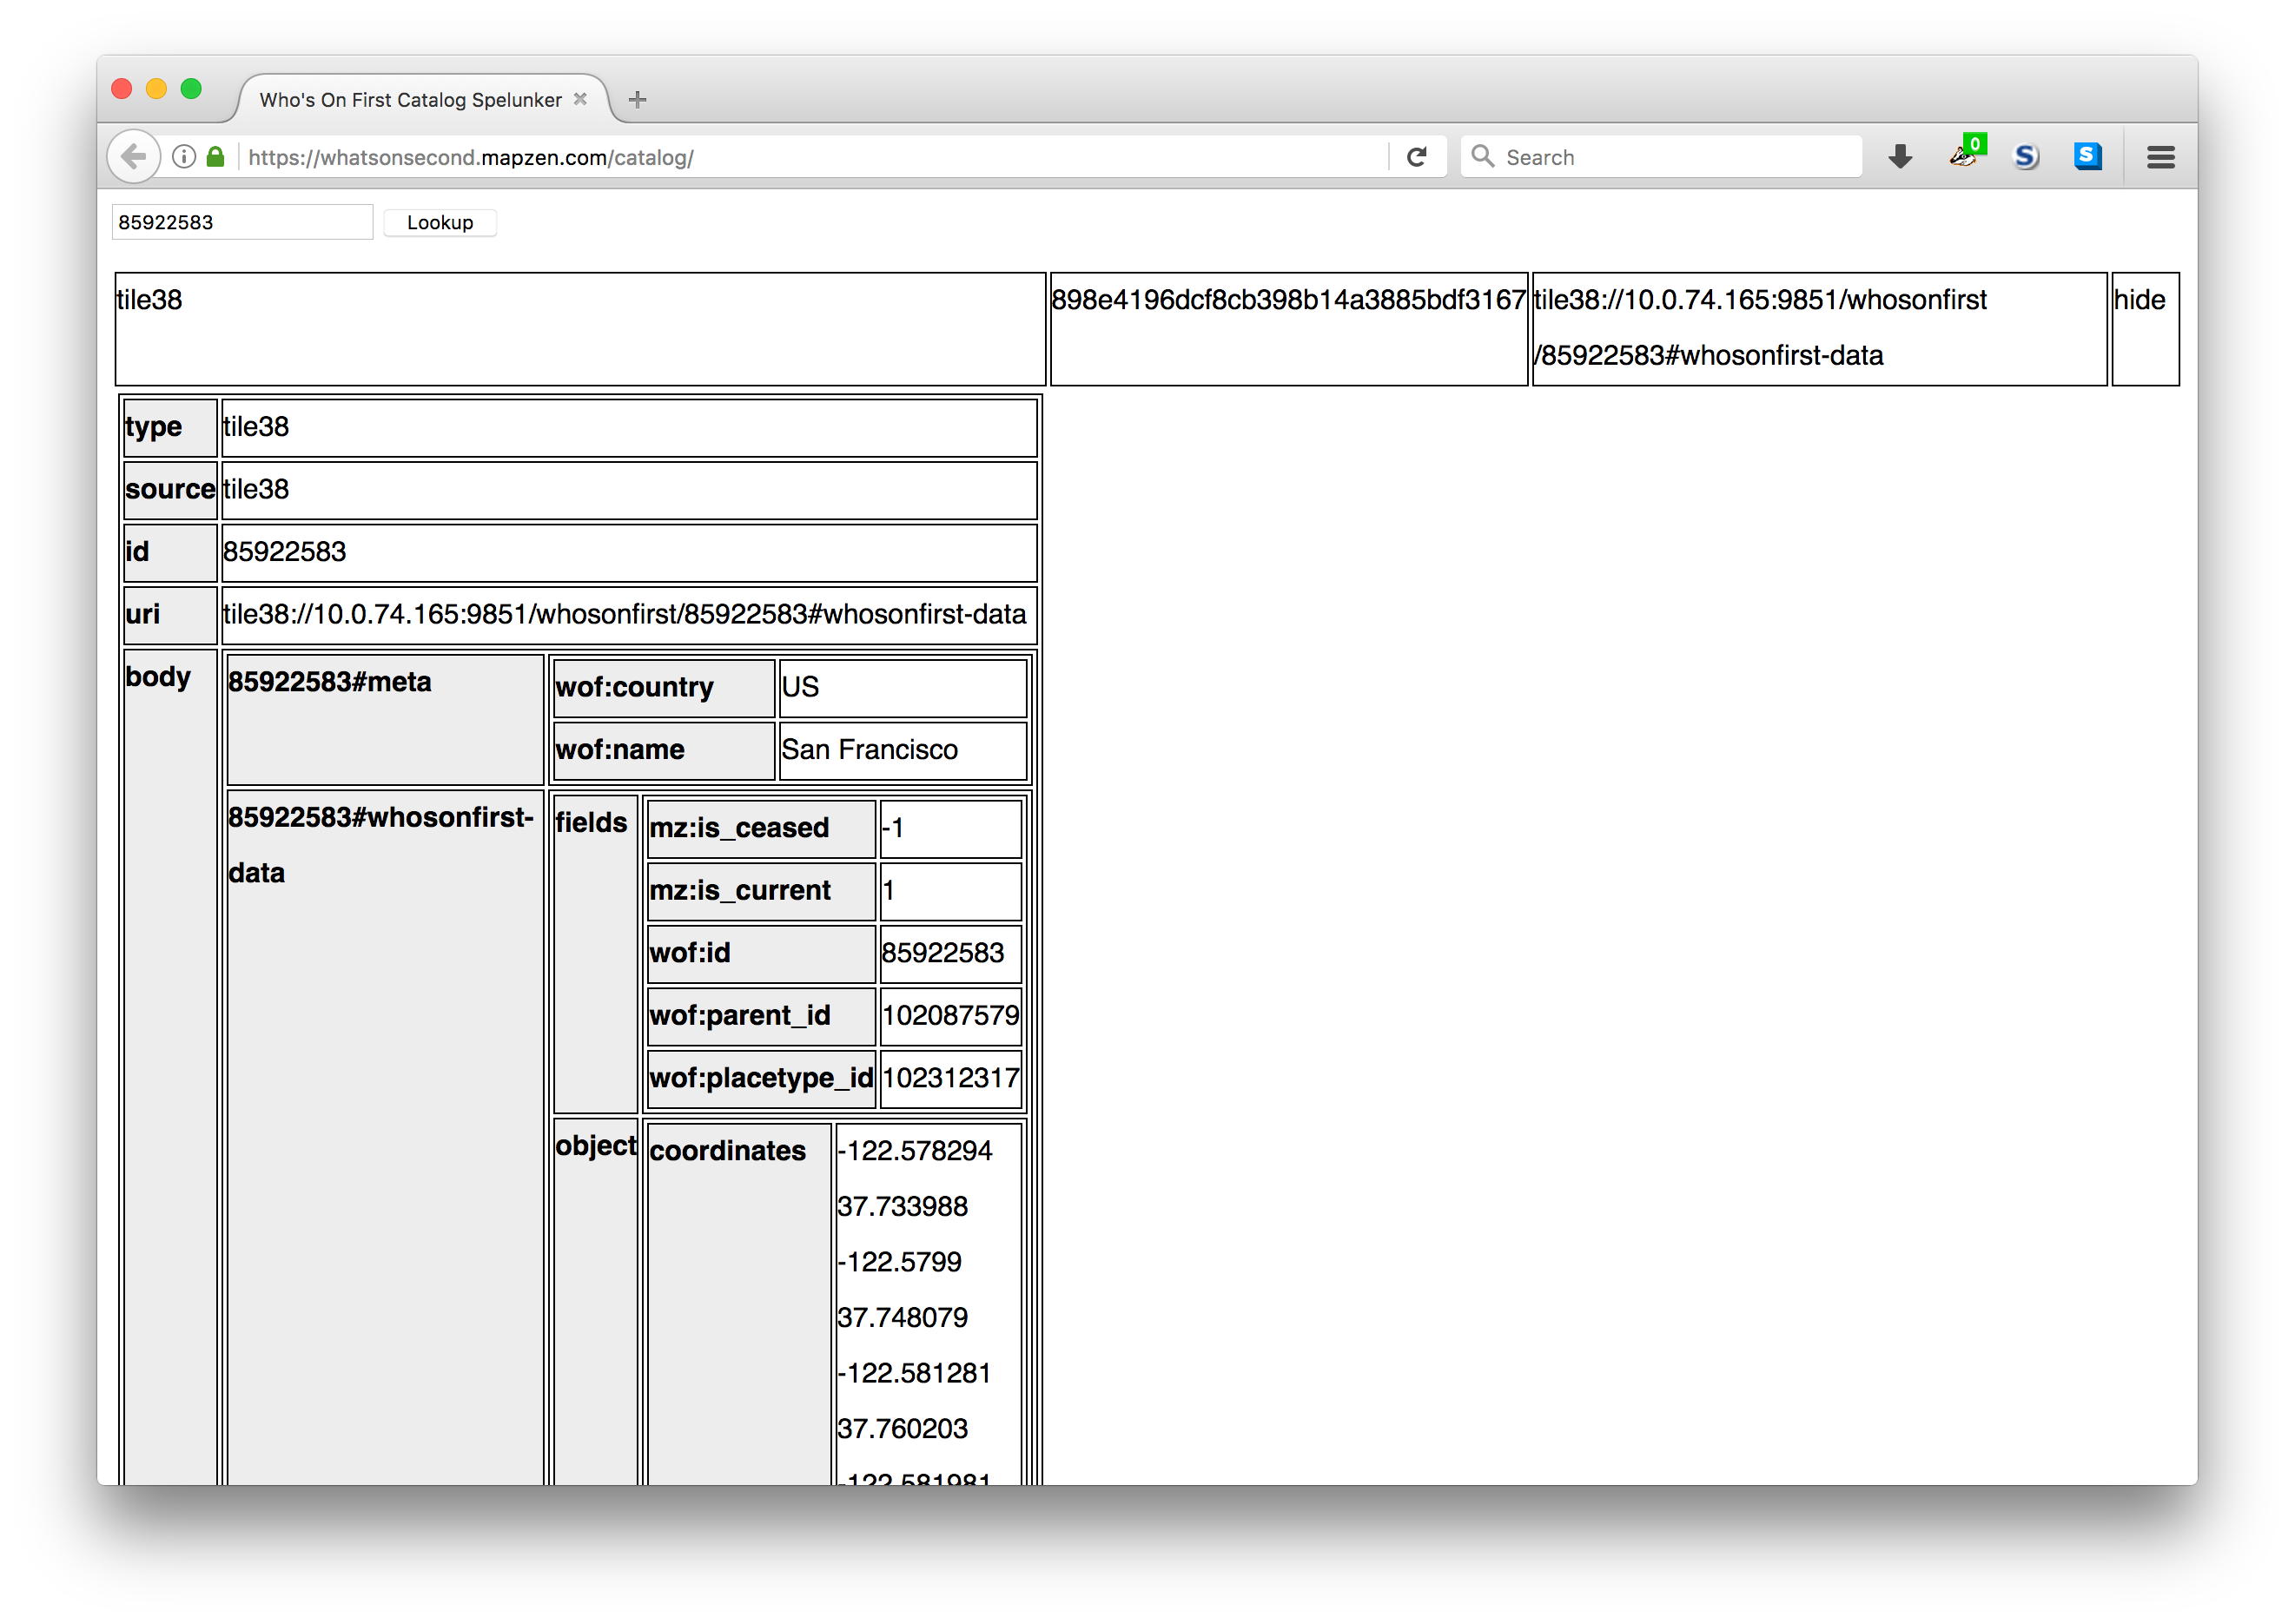 Who's On First Catalog Spelunker
https://whatsonsecond.mapzen.com/catalog/
Search
0
S
S
85922583 Lookup
tile38 898e4196dcf8cb398b14a3885bdf3167 tile38://10.0.74.165:9851/whosonfirst hide
/85922583#whosonfirst-data
type tile38
source tile38
id 85922583
uri tile38://10.0.74.165:9851/whosonfirst/85922583#whosonfirst-data
body 85922583#meta wof:country US
wof:name San Francisco
85922583#whosonfirst- fields mz:is_ceased -1
data
mz:is_current 1
wof:id 85922583
wof:parent_id 102087579
wof:placetype_id 102312317
object coordinates -122.578294
37.733988
-122.5799
37.748079
-122.581281
37.760203
-122.581981